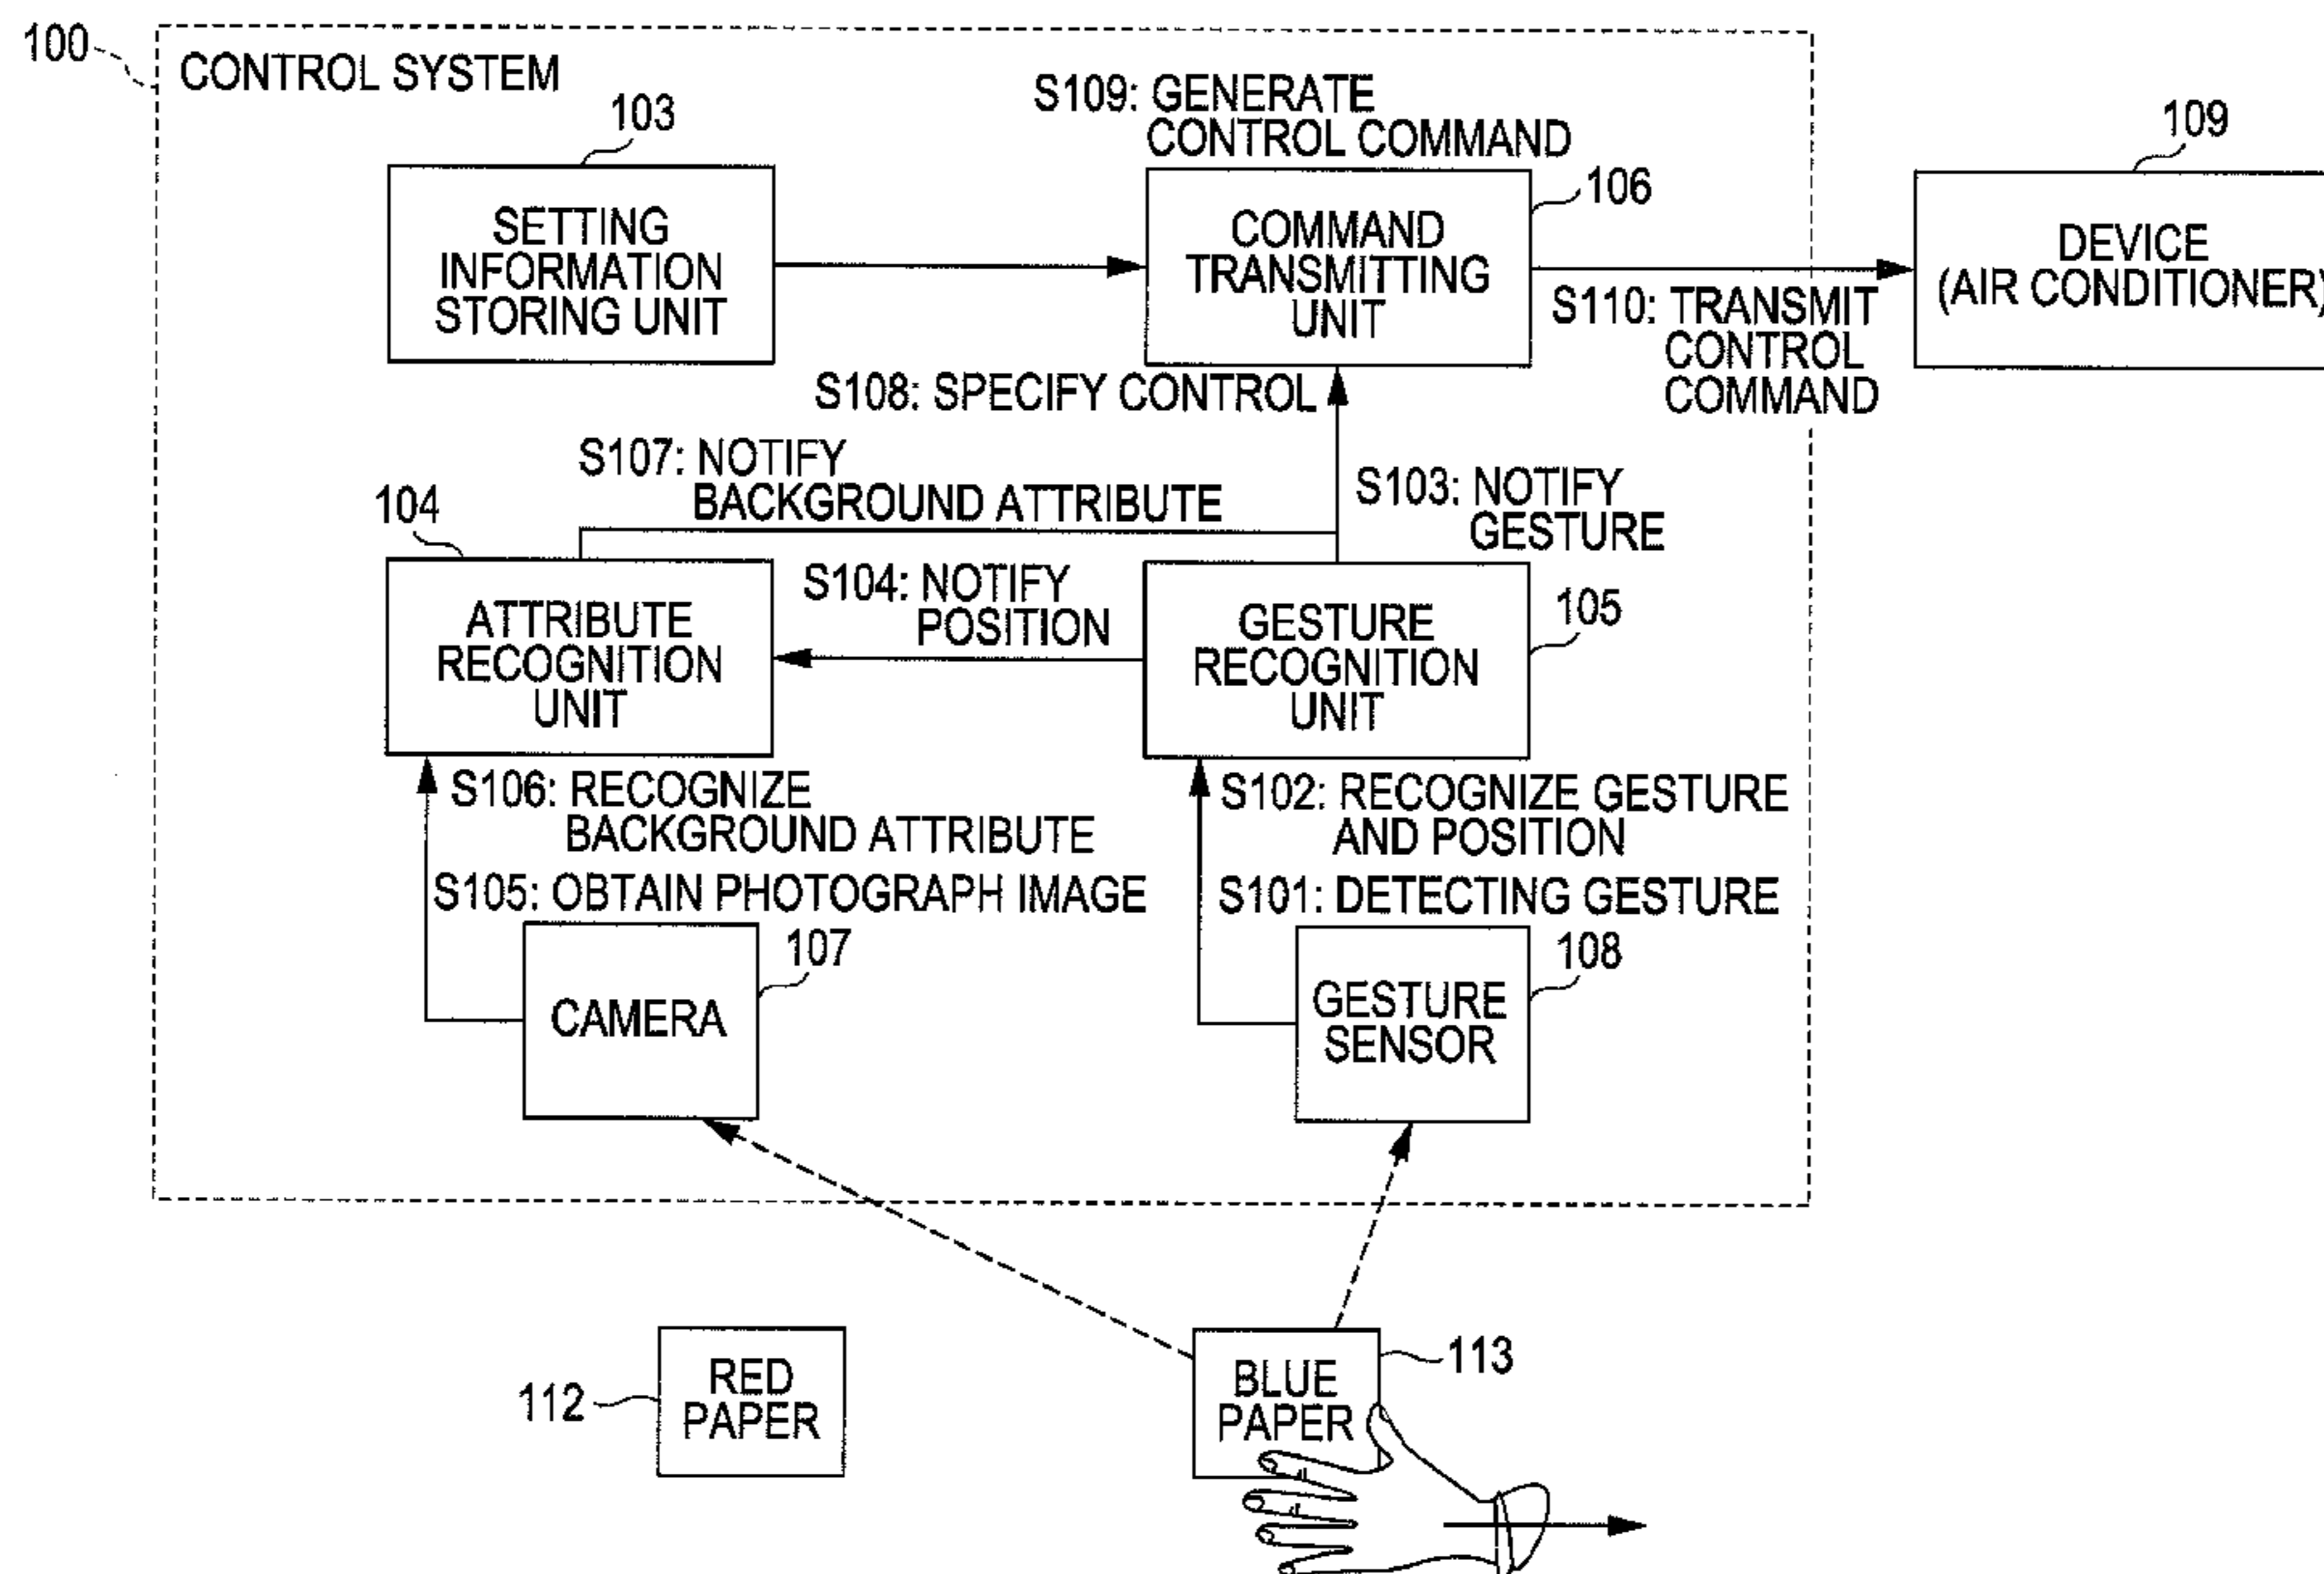 100
CONTROL SYSTEM
103
SETTING
INFORMATION
STORING UNIT
S109: GENERATE
CONTROL COMMAND
106
COMMAND
TRANSMITTING
UNIT
109
DEVICE
(AIR CONDITIONER)
S110: TRANSMIT
CONTROL
COMMAND
S108: SPECIFY CONTROL
S107: NOTIFY
BACKGROUND ATTRIBUTE
S103: NOTIFY
GESTURE
104
ATTRIBUTE
RECOGNITION
UNIT
S104: NOTIFY
POSITION
105
GESTURE
RECOGNITION
UNIT
S106: RECOGNIZE
BACKGROUND ATTRIBUTE
S105: OBTAIN PHOTOGRAPH IMAGE
S102: RECOGNIZE GESTURE
AND POSITION
S101: DETECTING GESTURE
107
CAMERA
108
GESTURE
SENSOR
112
RED
PAPER
113
BLUE
PAPER